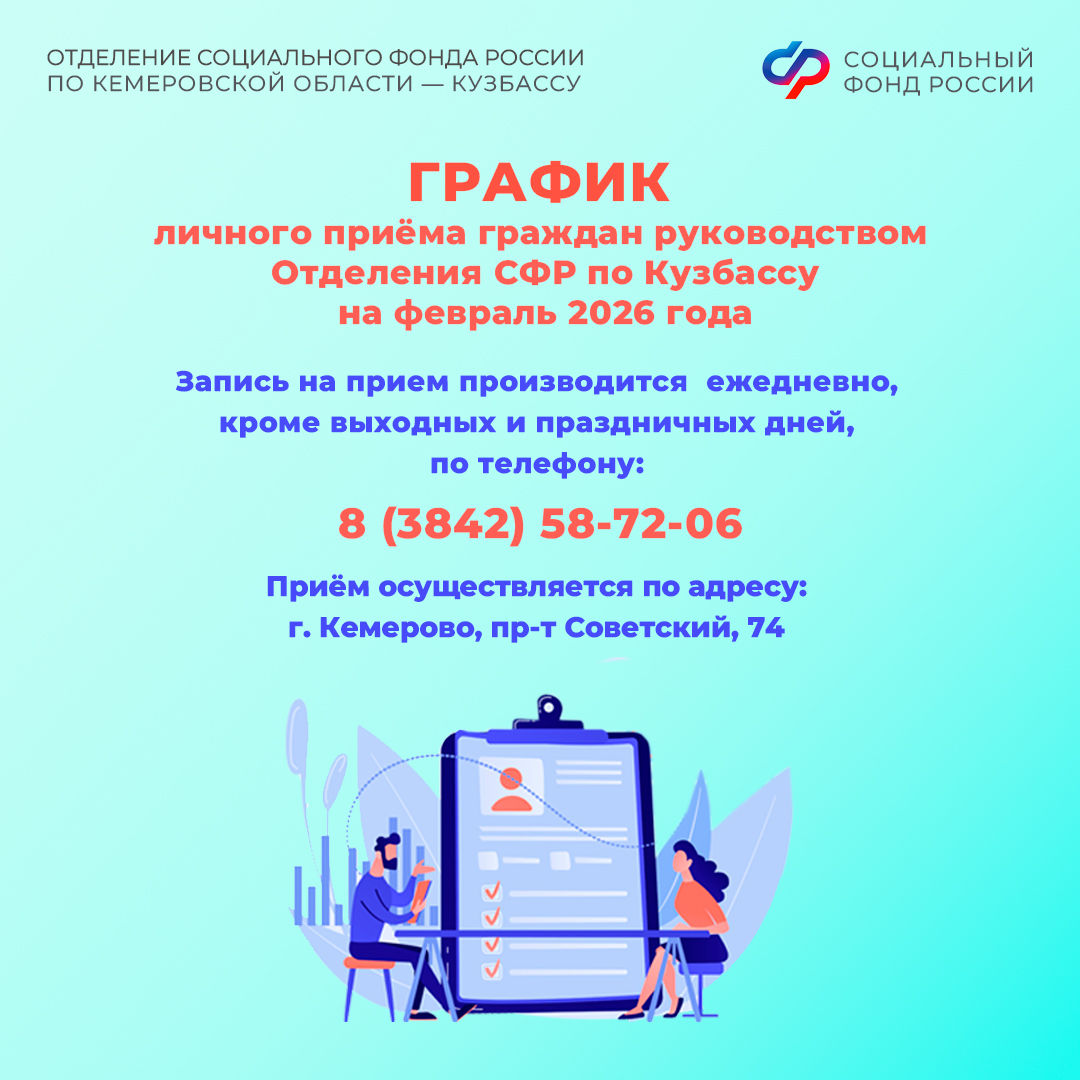 ОТДЕЛЕНИЕ СОЦИАЛЬНОГО ФОНДА РОССИИ
ПО КЕМЕРОВСКОЙ ОБЛАСТИ — КУЗБАССУ
СОЦИАЛЬНЫЙ
ФОНД РОССИИ
ГРАФИК
личного приёма граждан руководством
Отделения СФР по Кузбассу
на февраль 2026 года
Запись на прием производится ежедневно,
кроме выходных и праздничных дней,
по телефону:
8 (3842) 58-72-06
Приём осуществляется по адресу:
г. Кемерово, пр-т Советский, 74